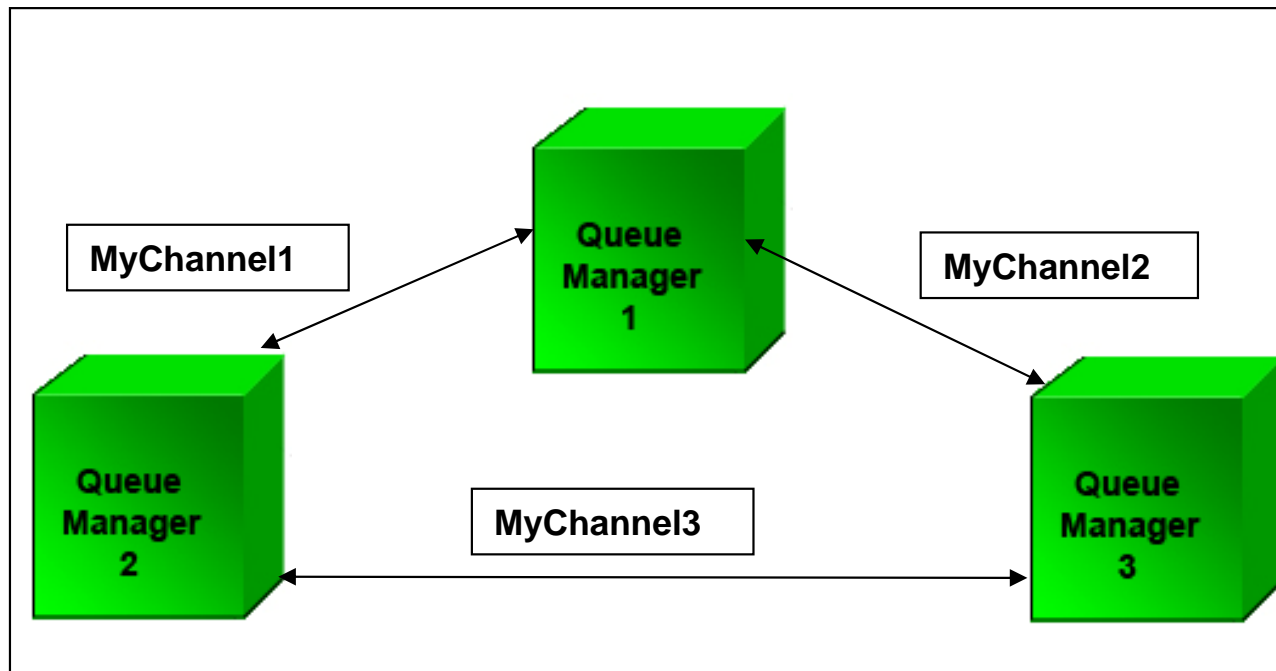 Queue
Manager
1
MyChannel1
MyChannel2
Queue
Manager
2
MyChannel3
Queue
Manager
3